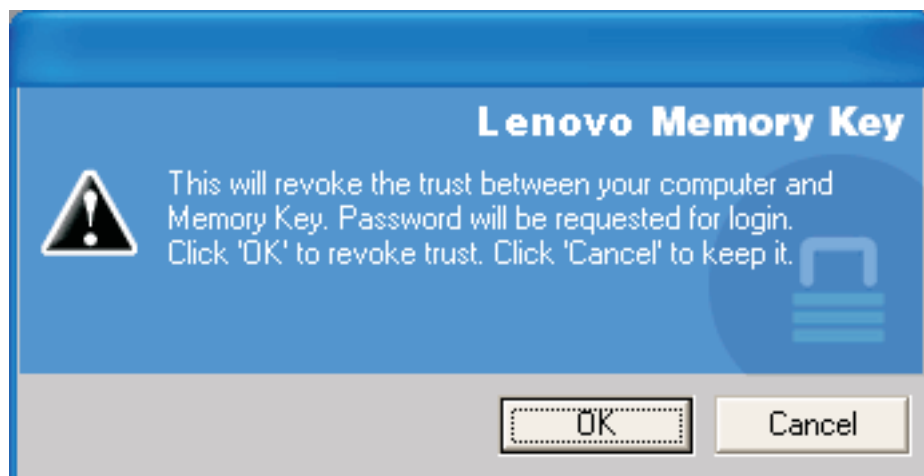 Lenovo Memory Key
This will revoke the trust between your computer and
Memory Key. Password will be requested for login.
Click 'OK' to revoke trust. Click 'Cancel' to keep it.
OK
Cancel